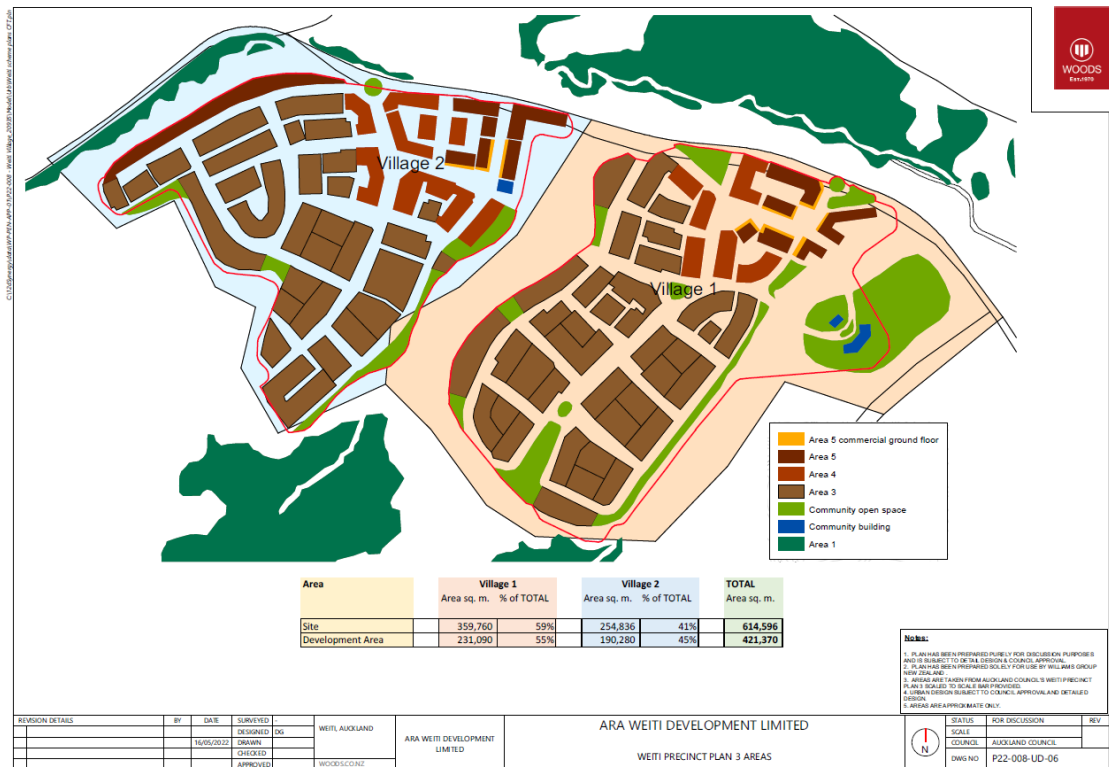 WOODS
EST.1970
Village 2
Village 1
Area 5 commercial ground floor
Area 5
Area 4
Area 3
Community open space
Community building
Area 1
Area Village 1 Village 2 TOTAL
Area sq. m. % of TOTAL Area sq. m. % of TOTAL Area sq. m.
Site 359,760 59% 254,836 41% 614,596
Development Area 231,090 55% 190,280 45% 421,370
Notes:
1. PLAN HAS BEEN PREPARED PURELY FOR DISCUSSION PURPOSES
AND IS SUBJECT TO DETAIL DESIGN & COUNCIL APPROVAL.
2. PLAN HAS BEEN PREPARED SOLELY FOR USE BY WILLIAMS GROUP
NEW ZEALAND .
3. AREAS ARE TAKEN FROM AUCKLAND COUNCIL'S WEITI PRECINCT
PLAN 3 SCALED TO SCALE BAR PROVIDED.
4. URBAN DESIGN SUBJECT TO COUNCIL APPROVAL AND DETAILED
DESIGN.
5. AREAS ARE APPROXIMATE ONLY.
REVISION DETAILS BY DATE
16/05/2022
SURVEYED -
DESIGNED DG
DRAWN
CHECKED
APPROVED
WEITI, AUCKLAND
WOODS.CO.NZ
ARA WEITI DEVELOPMENT
LIMITED
ARA WEITI DEVELOPMENT LIMITED
WEITI PRECINCT PLAN 3 AREAS
N
STATUS FOR DISCUSSION REV
SCALE
COUNCIL AUCKLAND COUNCIL
DWG NO P22-008-UD-06